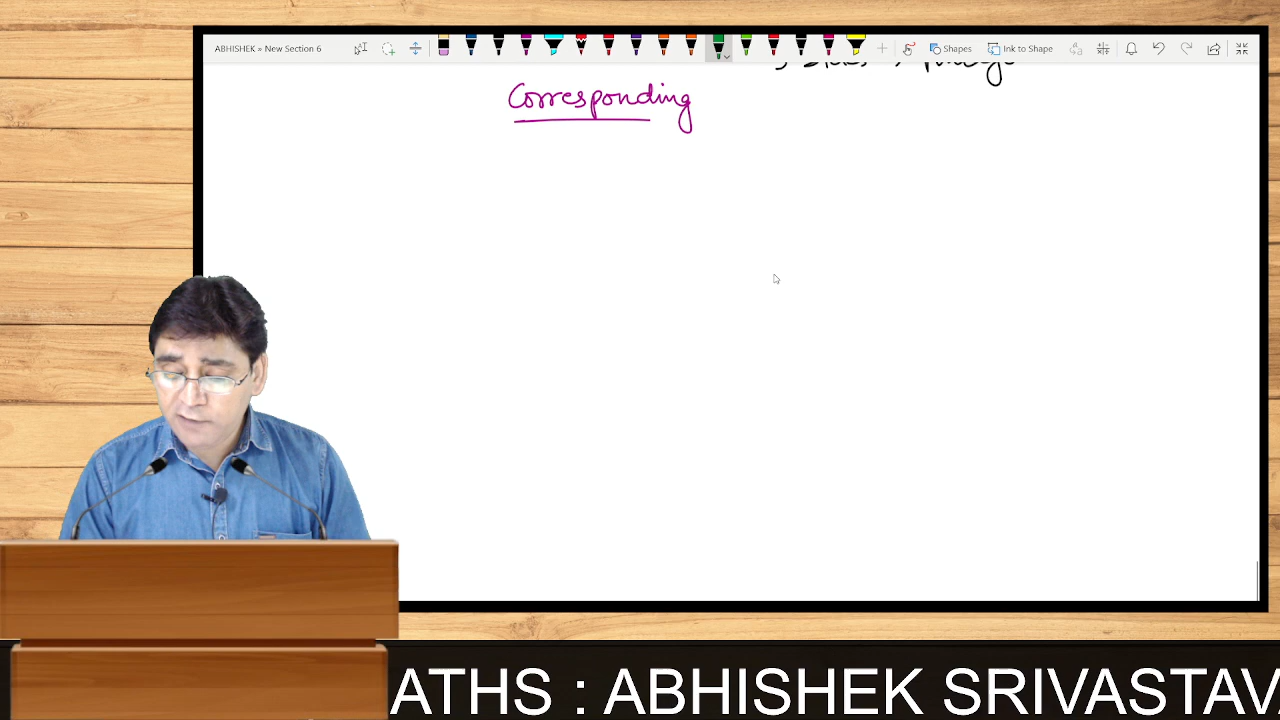 ABHISHEK » New Section 6
Shapes
Ink to Shape
Corresponding
ATHS : ABHISHEK SRIVASTAV